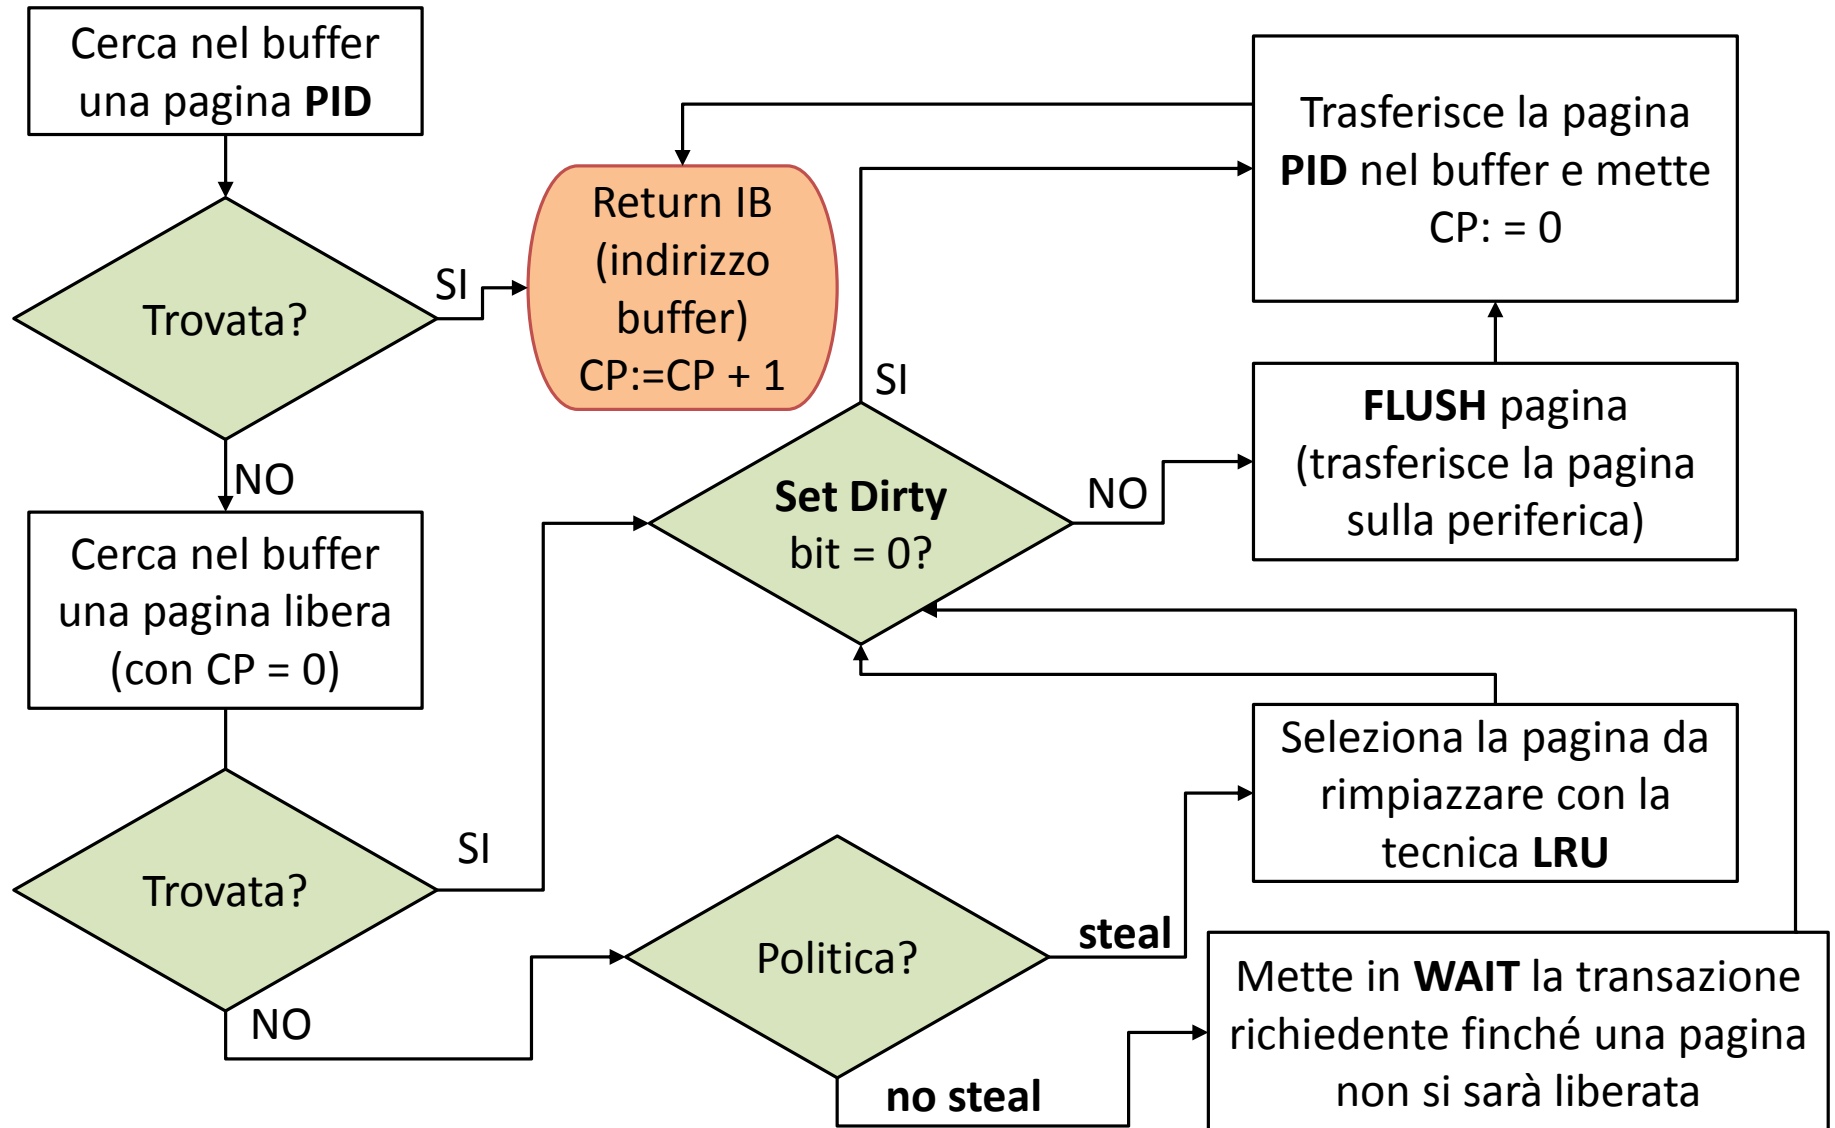 Cerca nel buffer
una pagina PID
Trovata?
SI
NO
Return IB
(indirizzo
buffer)
CP:=CP + 1
Trasferisce la pagina
PID nel buffer e mette
CP: = 0
SI
Set Dirty
bit = 0?
NO
FLUSH pagina
(trasferisce la pagina
sulla periferica)
Cerca nel buffer
una pagina libera
(con CP = 0)
Trovata?
SI
NO
Politica?
steal
no steal
Seleziona la pagina da
rimpiazzare con la
tecnica LRU
Mette in WAIT la transazione
richiedente finché una pagina
non si sarà liberata